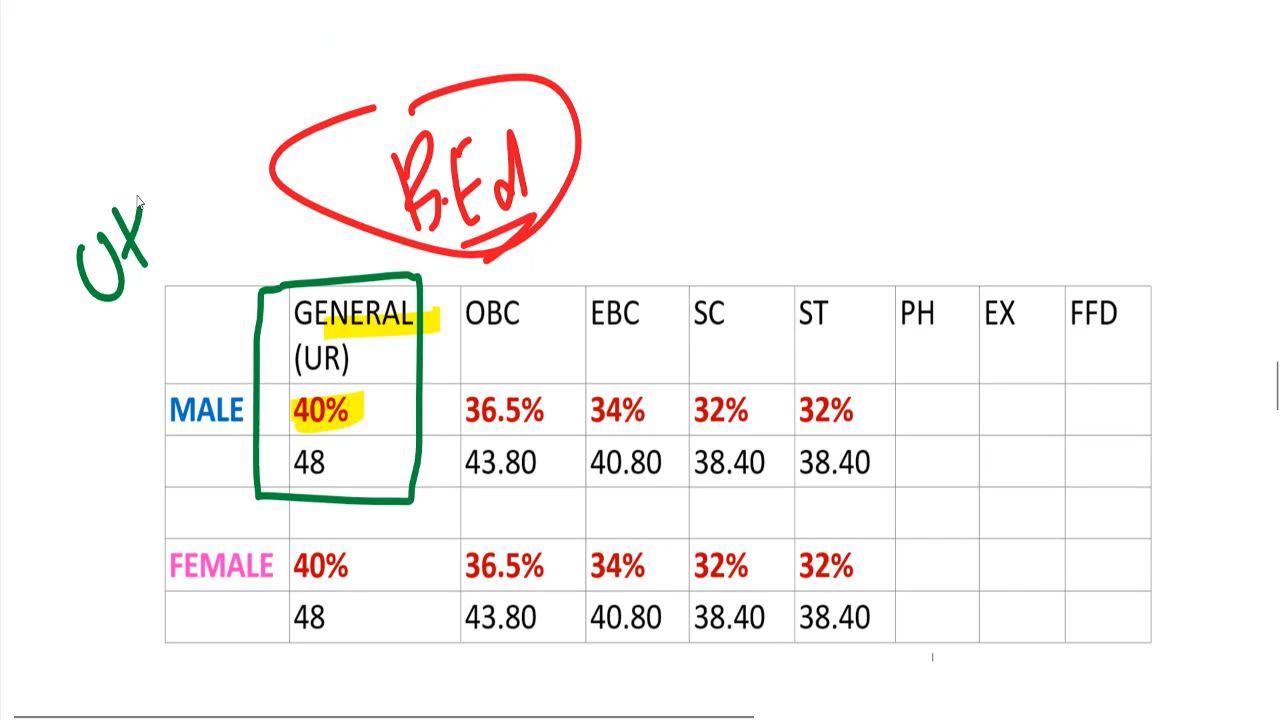 B.Ed
UR
GENERAL (UR) OBC EBC SC ST PH EX FFD
MALE 40% 36.5% 34% 32% 32%
48 43.80 40.80 38.40 38.40
FEMALE 40% 36.5% 34% 32% 32%
48 43.80 40.80 38.40 38.40